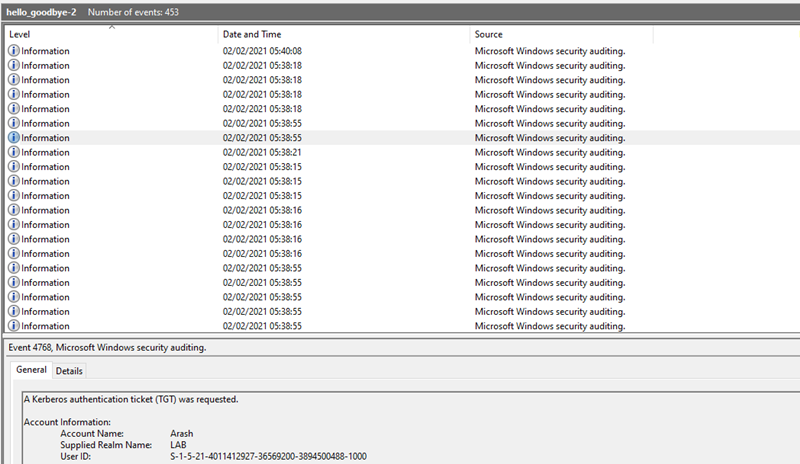 hello_goodbye-2 Number of events: 453
Level Date and Time Source
Information 02/02/2021 05:40:08 Microsoft Windows security auditing.
Information 02/02/2021 05:38:18 Microsoft Windows security auditing.
Information 02/02/2021 05:38:18 Microsoft Windows security auditing.
Information 02/02/2021 05:38:18 Microsoft Windows security auditing.
Information 02/02/2021 05:38:18 Microsoft Windows security auditing.
Information 02/02/2021 05:38:55 Microsoft Windows security auditing.
Information 02/02/2021 05:38:55 Microsoft Windows security auditing.
Information 02/02/2021 05:38:21 Microsoft Windows security auditing.
Information 02/02/2021 05:38:15 Microsoft Windows security auditing.
Information 02/02/2021 05:38:15 Microsoft Windows security auditing.
Information 02/02/2021 05:38:15 Microsoft Windows security auditing.
Information 02/02/2021 05:38:16 Microsoft Windows security auditing.
Information 02/02/2021 05:38:16 Microsoft Windows security auditing.
Information 02/02/2021 05:38:16 Microsoft Windows security auditing.
Information 02/02/2021 05:38:16 Microsoft Windows security auditing.
Information 02/02/2021 05:38:55 Microsoft Windows security auditing.
Information 02/02/2021 05:38:55 Microsoft Windows security auditing.
Information 02/02/2021 05:38:55 Microsoft Windows security auditing.
Information 02/02/2021 05:38:55 Microsoft Windows security auditing.
Information 02/02/2021 05:38:55 Microsoft Windows security auditing.
Event 4768, Microsoft Windows security auditing.
General Details
A Kerberos authentication ticket (TGT) was requested.
Account Information:
Account Name: Arash
Supplied Realm Name: LAB
User ID: S-1-5-21-4011412927-36569200-3894500488-1000